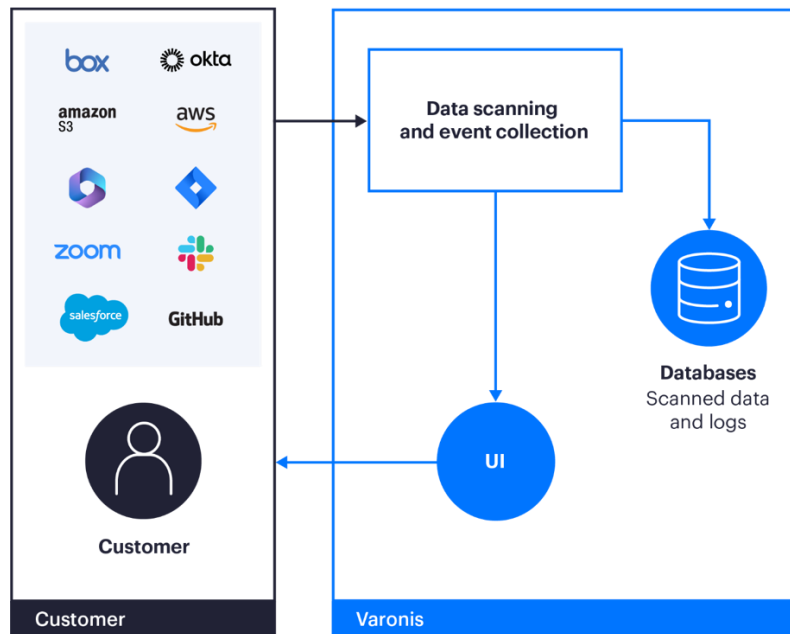 box
okta
amazon
S3
aws
zoom
salesforce
GitHub
Customer
Customer
Data scanning
and event collection
Databases
Scanned data
and logs
UI
Varonis